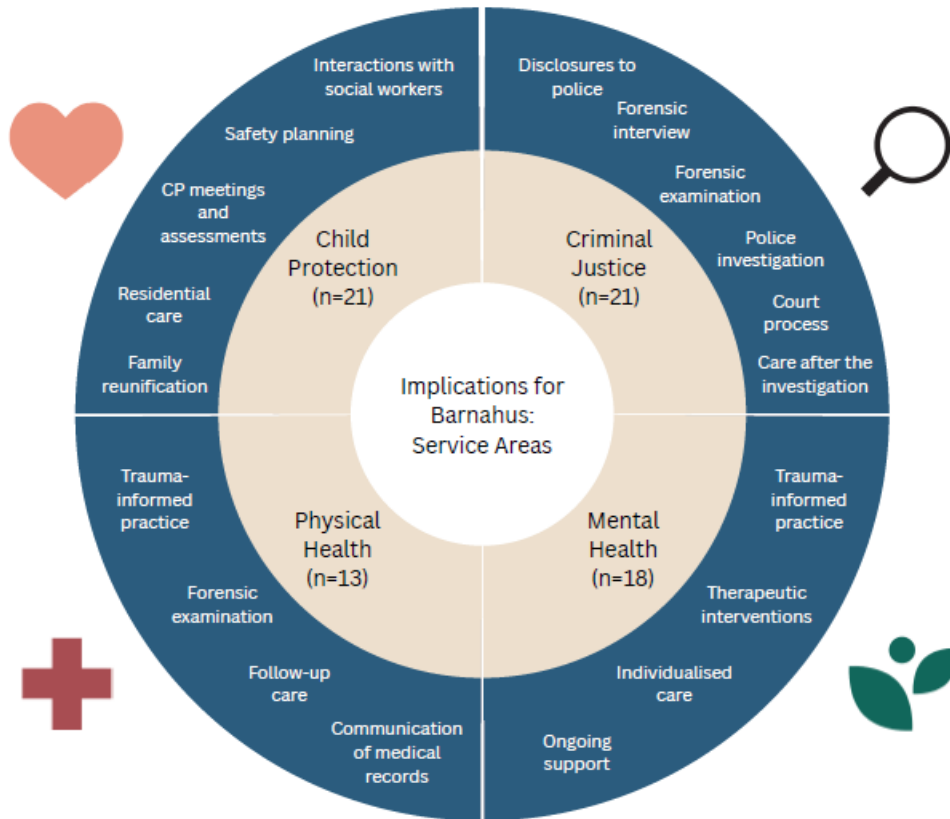 Interactions with
social workers
Safety planning
CP meetings
and
assessments
Residential
care
Family
reunification
Child
Protection
(n=21)
Disclosures to
police
Forensic
interview
Forensic
examination
Police
investigation
Court
process
Care after the
investigation
Criminal
Justice
(n=21)
Implications for
Barnahus:
Service Areas
Trauma-
informed
practice
Forensic
examination
Follow-up
care
Communication
of medical
records
Physical
Health
(n=13)
Mental
Health
(n=18)
Trauma-
informed
practice
Therapeutic
interventions
Individualised
care
Ongoing
support